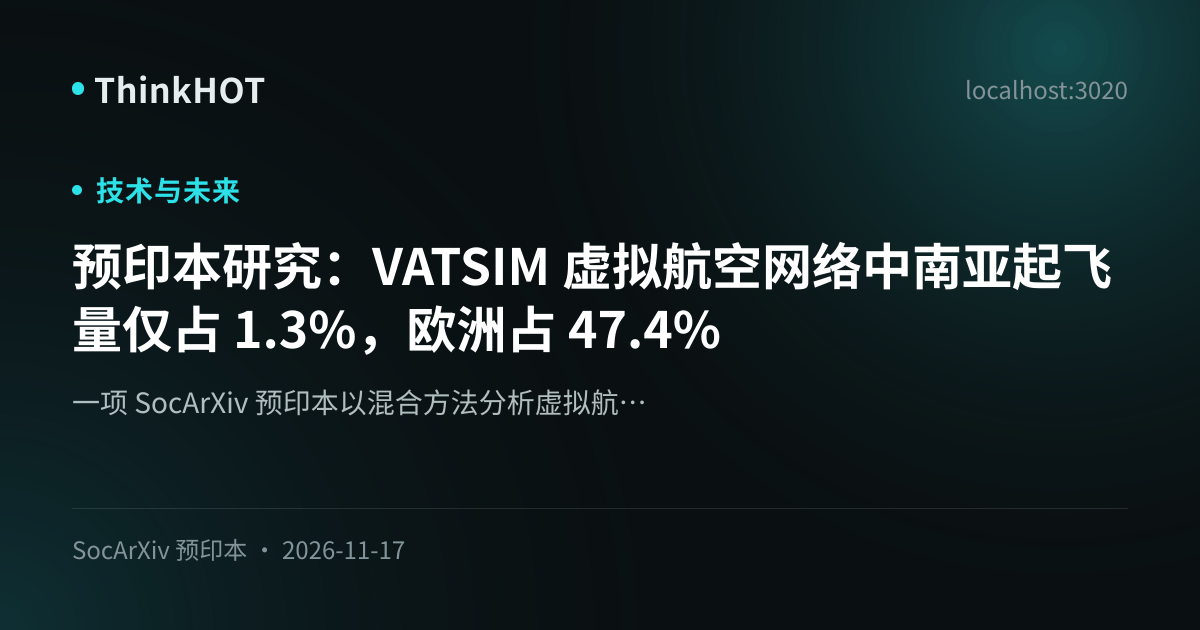 ThinkHOT
localhost:3020
技术与未来
预印本研究：VATSIM 虚拟航空网络中南亚起飞
量仅占 1.3%，欧洲占 47.4%
一项 SocArXiv 预印本以混合方法分析虚拟航…
SocArXiv 预印本 · 2026-11-17